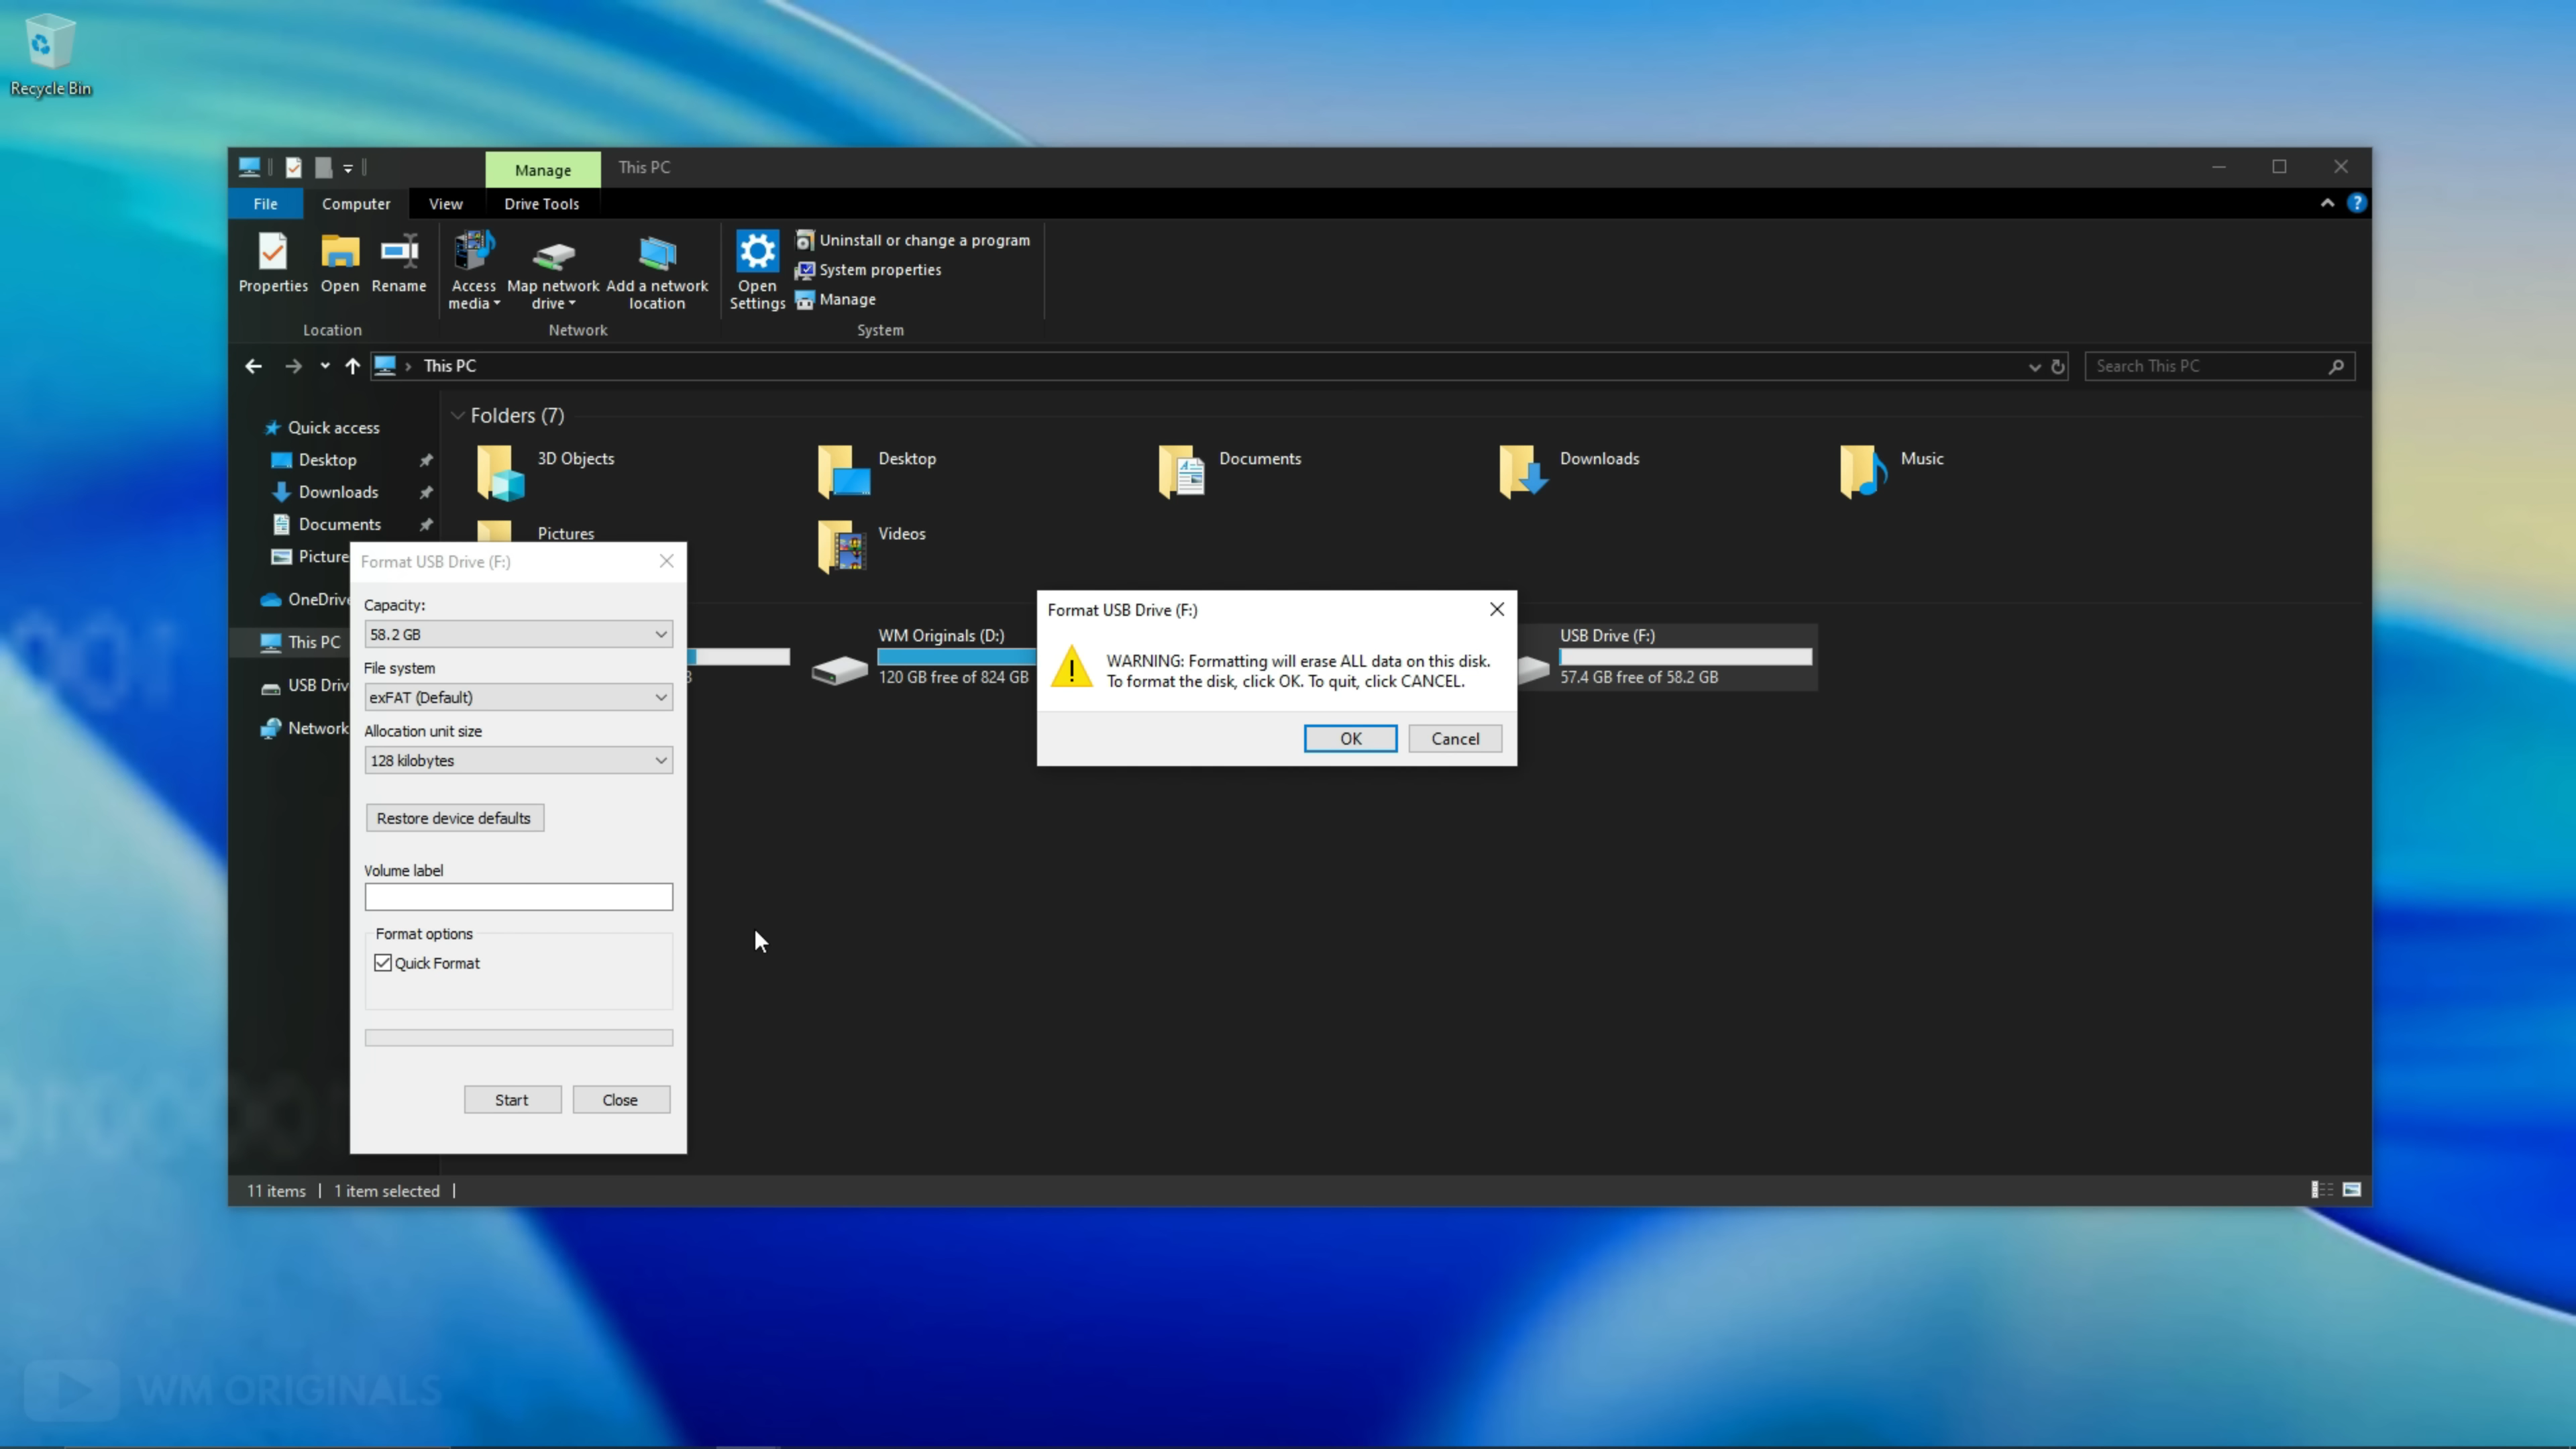 Recycle Bin
Manage
This PC
File
Computer
View
Drive Tools
Properties
Open
Rename
Access
media
Map network
drive
Add a network
location
Open
Settings
Uninstall or change a program
System properties
Manage
Location
Network
System
This PC
Search This PC
Quick access
Desktop
Downloads
Documents
Picture
OneDrive
This PC
USB Driv
Network
Folders (7)
3D Objects
Desktop
Documents
Downloads
Music
Pictures
Videos
WM Originals (D:)
120 GB free of 824 GB
USB Drive (F:)
57.4 GB free of 58.2 GB
Format USB Drive (F:)
Capacity:
58.2 GB
File system
exFAT (Default)
Allocation unit size
128 kilobytes
Restore device defaults
Volume label
Format options
Quick Format
Start
Close
Format USB Drive (F:)
WARNING: Formatting will erase ALL data on this disk.
To format the disk, click OK. To quit, click CANCEL.
OK
Cancel
11 items
1 item selected
WM ORIGINALS